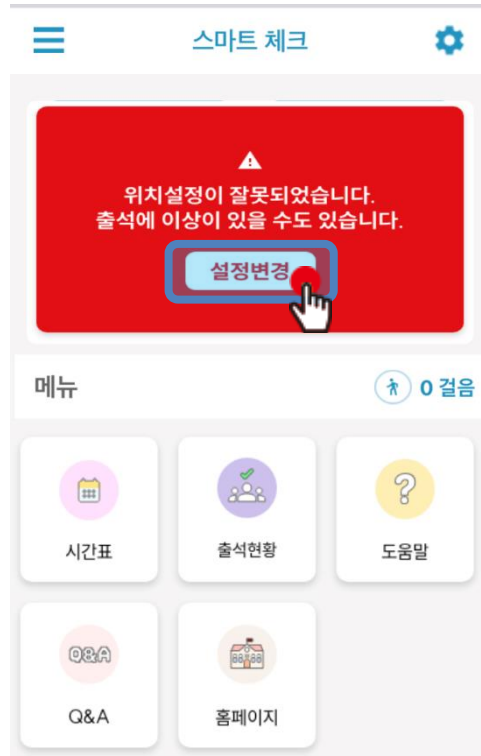 스마트 체크
위치설정이 잘못되었습니다.
출석에 이상이 있을 수도 있습니다.
설정변경
메뉴
0 걸음
시간표
출석현황
도움말
Q&A
Q&A
홈페이지